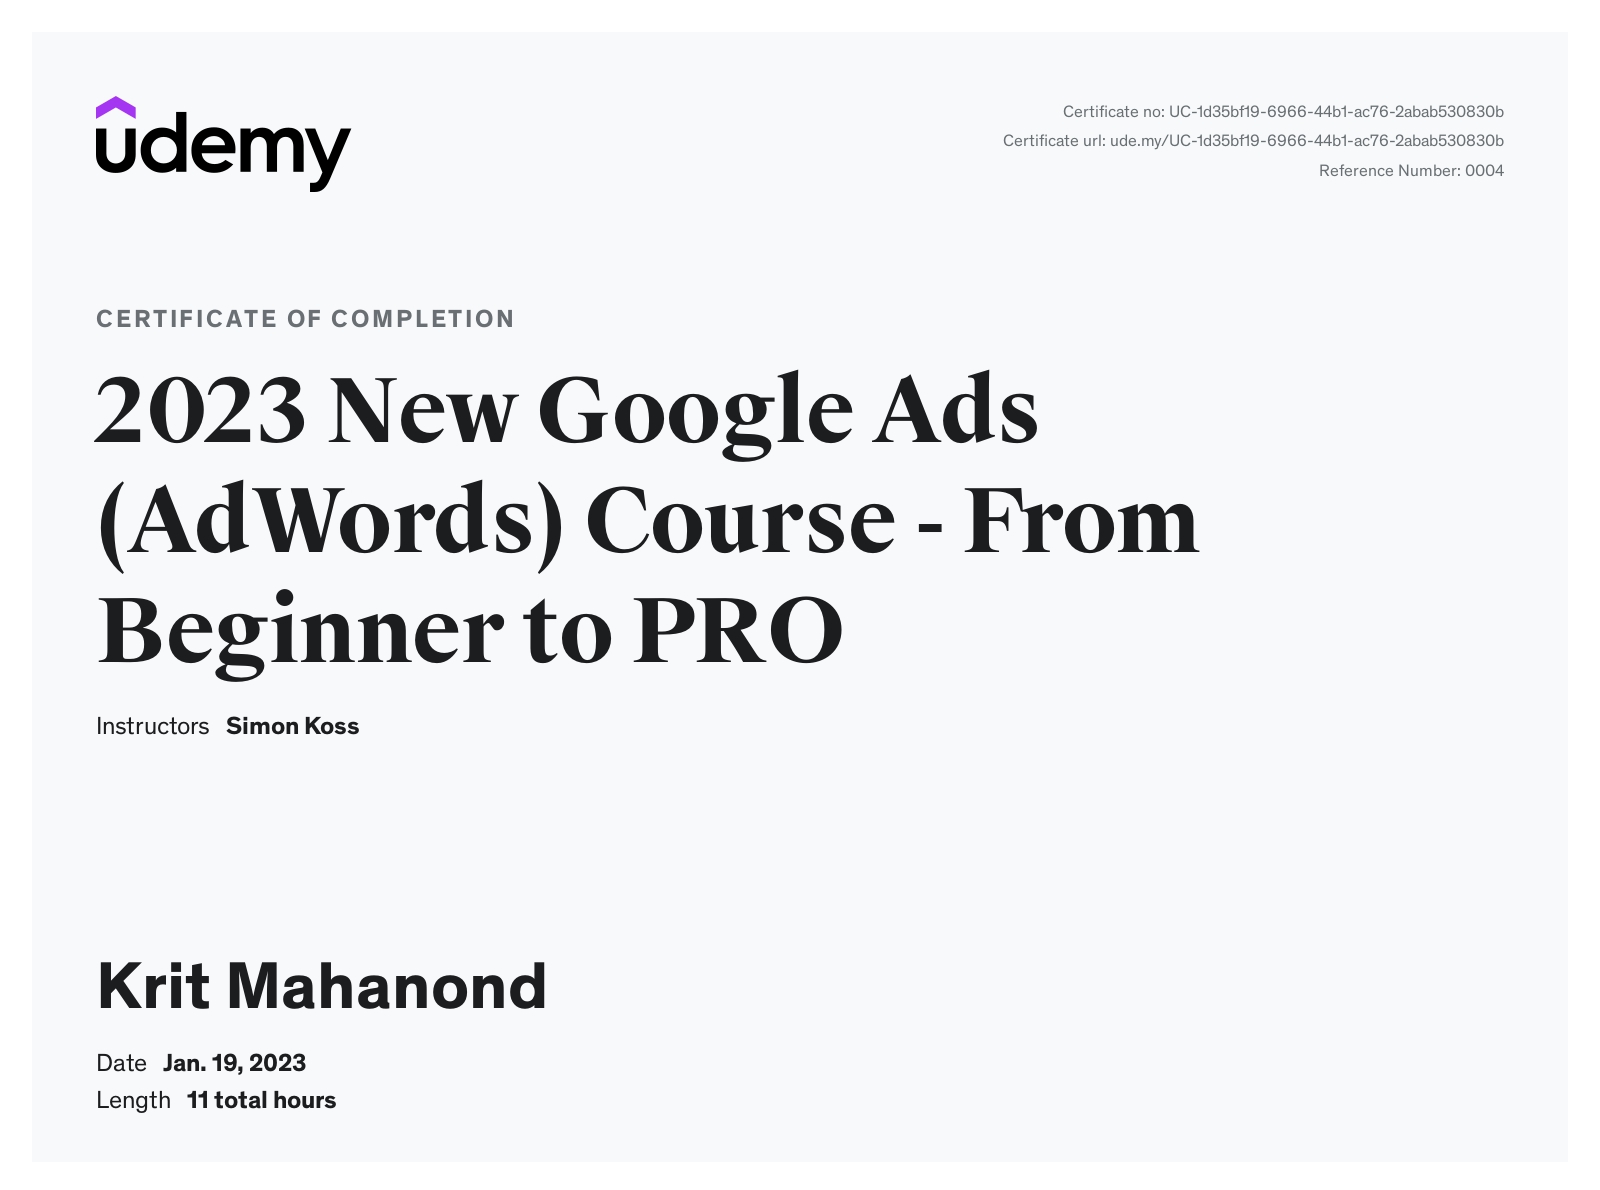 udemy
Certificate no: UC-1d35bf19-6966-44b1-ac76-2abab530830b
Certificate url: ude.my/UC-1d35bf19-6966-44b1-ac76-2abab530830b
Reference Number: 0004
CERTIFICATE OF COMPLETION
2023 New Google Ads
(AdWords) Course - From
Beginner to PRO
Instructors Simon Koss
Krit Mahanond
Date Jan. 19, 2023
Length 11 total hours